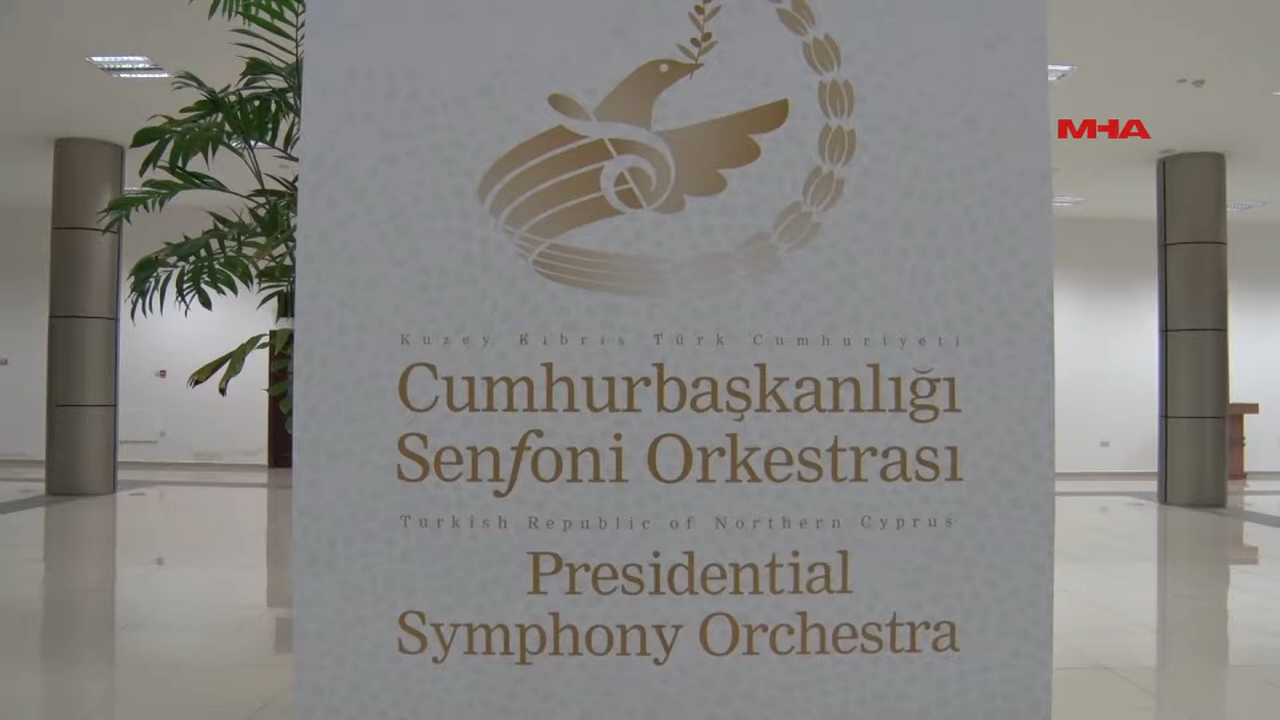 MHA
Kuzey Kıbrıs Türk Cumhuriyeti
Cumhurbaşkanlığı
Senfoni Orkestrası
Turkish Republic of Northern Cyprus
Presidential
Symphony Orchestra